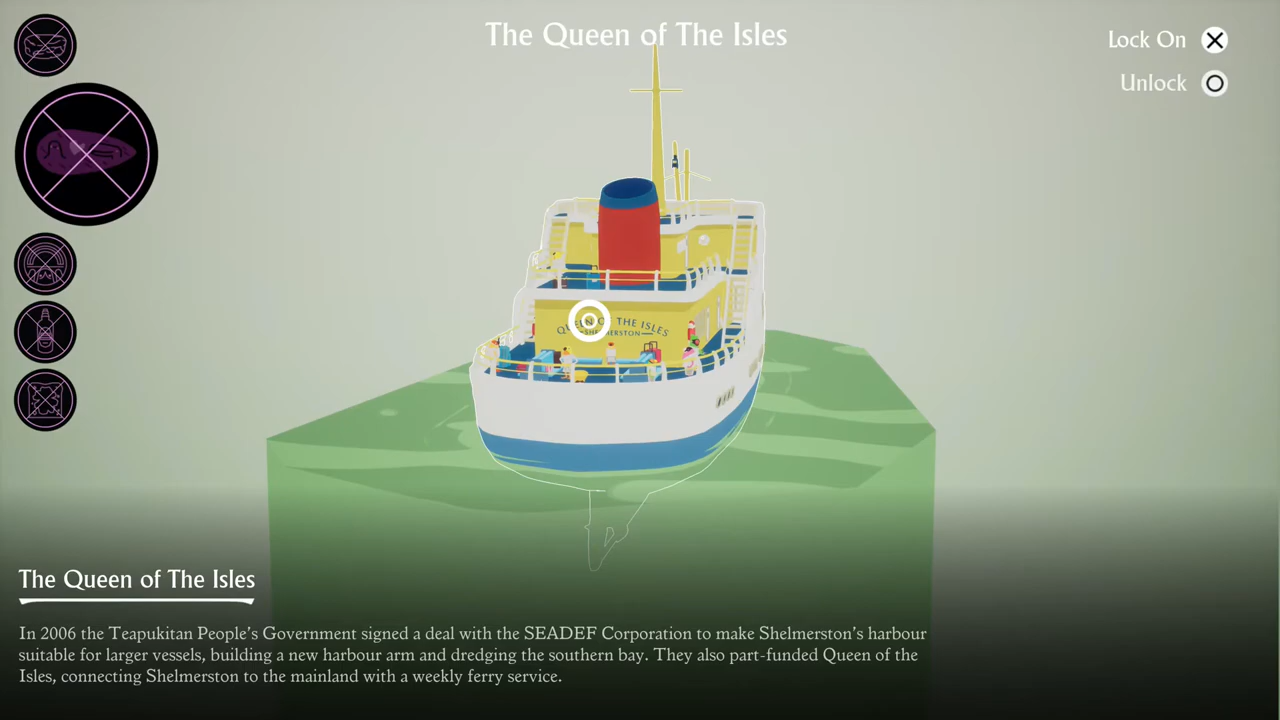 The Queen of The Isles
Lock On
Unlock
QUEEN OF THE ISLES
SHELMERSTON
The Queen of The Isles
In 2006 the Teapukitan People's Government signed a deal with the SEADEF Corporation to make Shelmerston's harbour
suitable for larger vessels, building a new harbour arm and dredging the southern bay. They also part-funded Queen of the
Isles, connecting Shelmerston to the mainland with a weekly ferry service.